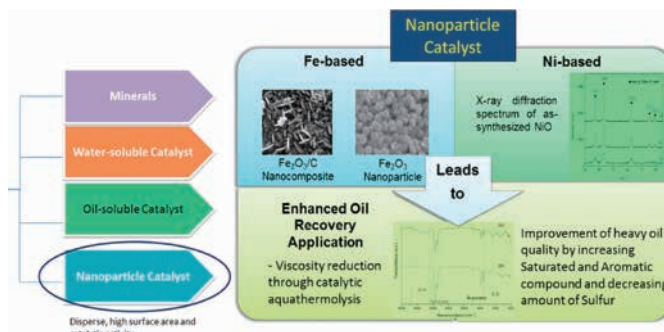 Minerals
Water-soluble Catalyst
Oil-soluble Catalyst
Nanoparticle Catalyst
Disperse, high surface area and
Nanoparticle
Catalyst
Fe-based
Fe₂O₃/C
Nanocomposite
Fe₂O₃
Nanoparticle
Ni-based
X-ray diffraction
spectrum of as-
synthesized NiO
Leads
to
Enhanced Oil
Recovery
Application
- Viscosity reduction
through catalytic
aquathermolysis
Improvement of heavy oil
quality by increasing
Saturated and Aromatic
compound and decreasing
amount of Sulfur